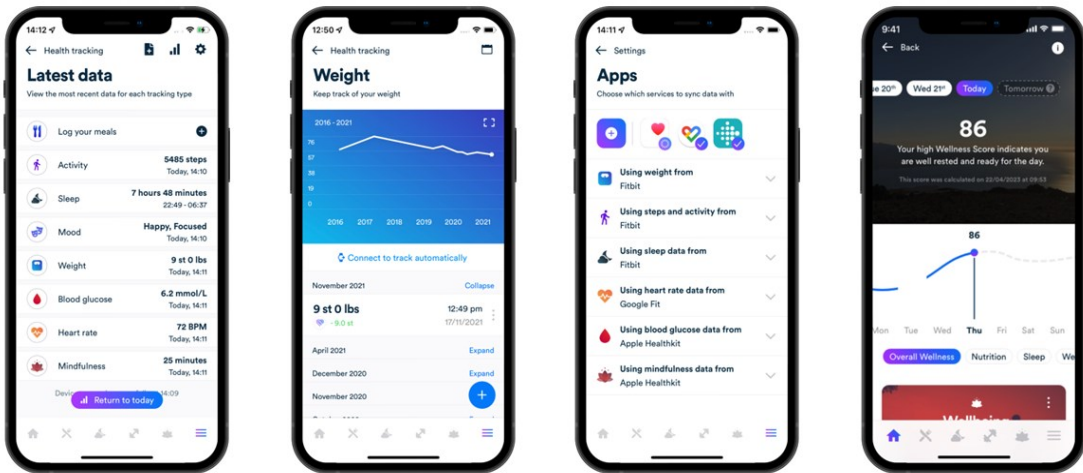 14:12
Health tracking
Latest data
View the most recent data for each tracking type
Log your meals
Activity
5485 steps
Today, 14:10
Sleep
7 hours 48 minutes
22:49 - 06:37
Mood
Happy, Focused
Today, 14:10
Weight
9 st 0 lbs
Today, 14:11
Blood glucose
6.2 mmol/L
Today, 14:11
Heart rate
72 BPM
Today, 14:11
Mindfulness
25 minutes
Today, 14:11
14:09
Return to today
12:50
Health tracking
Weight
Keep track of your weight
2016 - 2021
76
57
38
19
0
2016 2017 2018 2019 2020 2021
Connect to track automatically
November 2021 Collapse
9 st 0 lbs 12:49 pm
- 9.0 st 17/11/2021
April 2021 Expand
December 2020 Expand
November 2020
14:11
Settings
Apps
Choose which services to sync data with
Using weight from
Fitbit
Using steps and activity from
Fitbit
Using sleep data from
Fitbit
Using heart rate data from
Google Fit
Using blood glucose data from
Apple Healthkit
Using mindfulness data from
Apple Healthkit
9:41
Back
20th Wed 21st Today Tomorrow
86
Your high Wellness Score indicates you
are well rested and ready for the day.
This score was calculated on 22/04/2023 at 09:53
86
Mon Tue Wed Thu Fri Sat Sun
Overall Wellness Nutrition Sleep We
Wellbeing